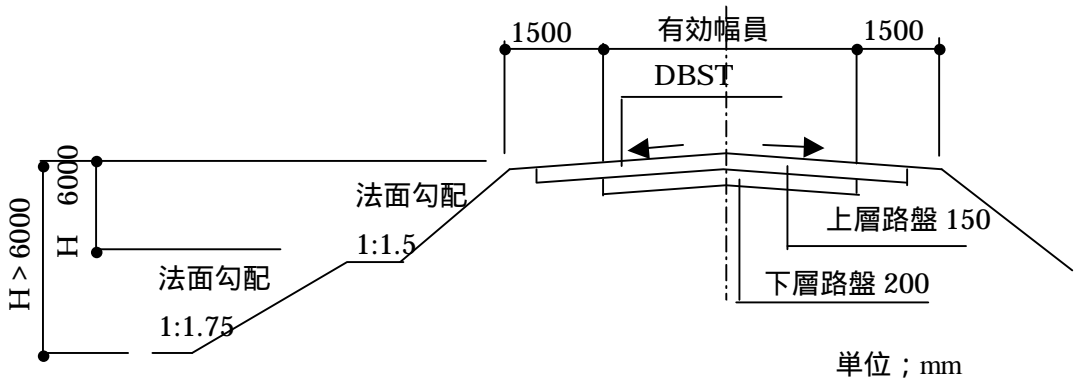 1500 有効幅員 1500
DBST
H 6000
H > 6000
法面勾配
1:1.5
法面勾配
1:1.75
上層路盤 150
下層路盤 200
単位；mm